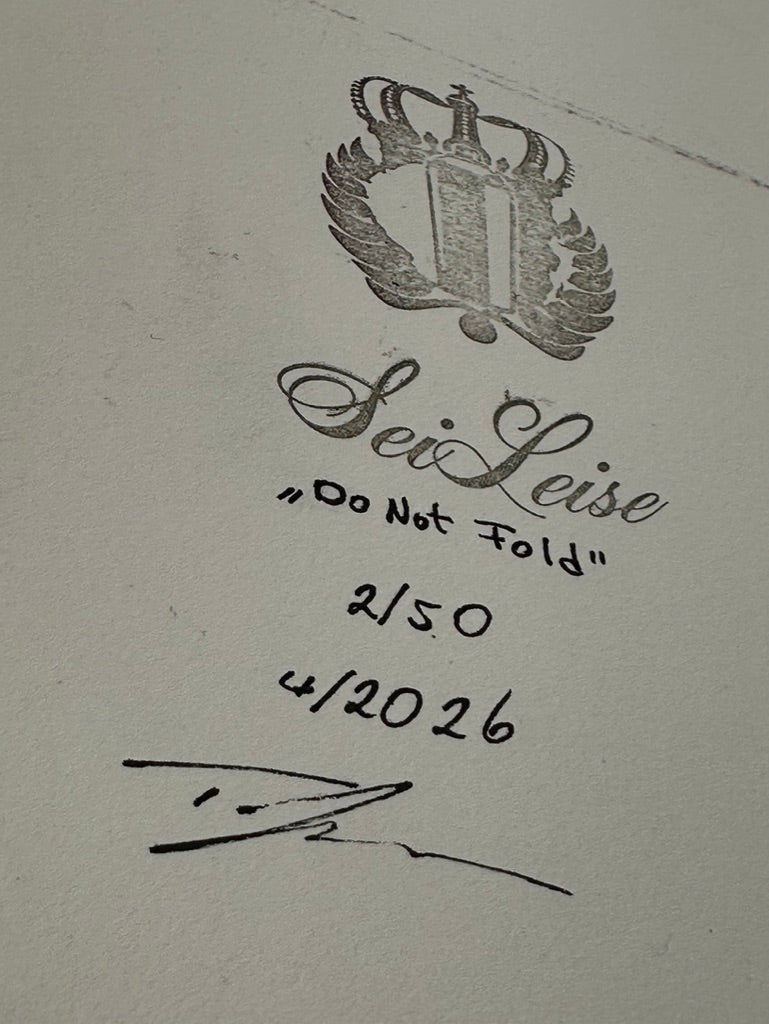 SeiLeise
„Do Not Fold"
2/50
4/2026